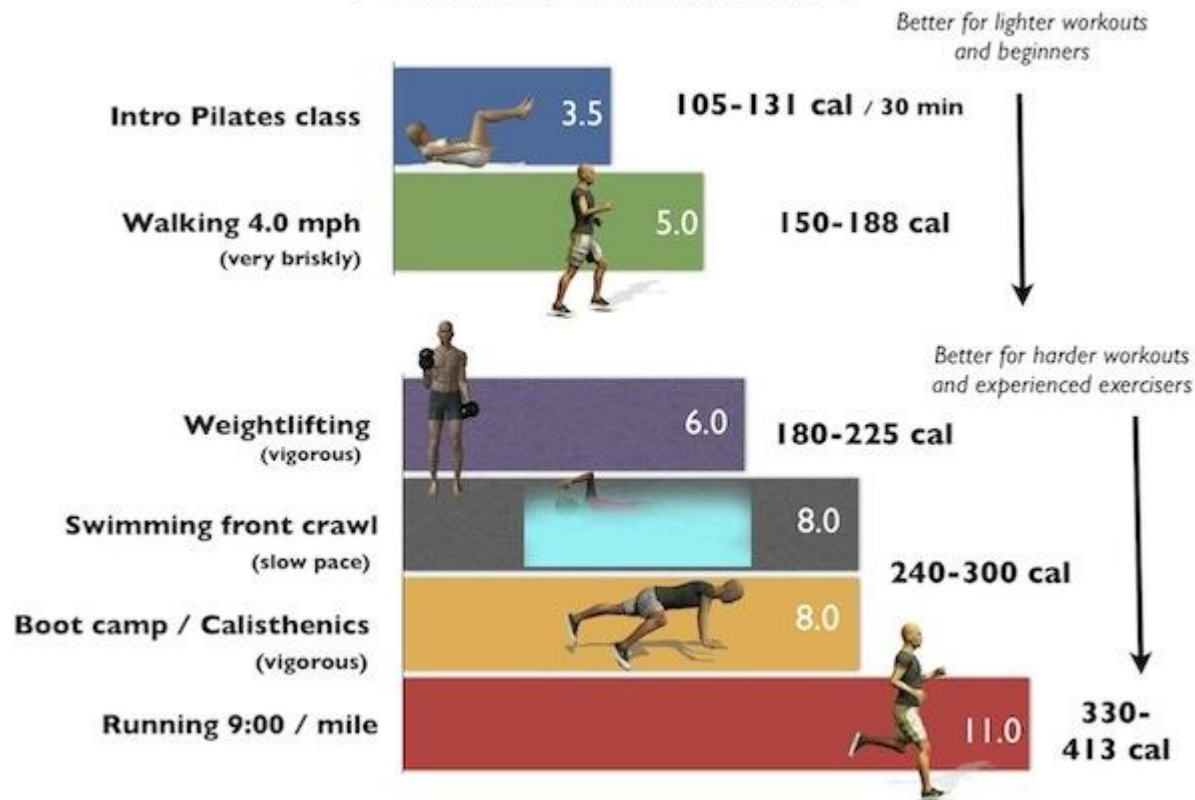 Better for lighter workouts
and beginners
Intro Pilates class
3.5
105-131 cal / 30 min
Walking 4.0 mph
(very briskly)
5.0
150-188 cal
Better for harder workouts
and experienced exercisers
Weightlifting
(vigorous)
6.0
180-225 cal
Swimming front crawl
(slow pace)
8.0
240-300 cal
Boot camp / Calisthenics
(vigorous)
8.0
Running 9:00 / mile
11.0
330-
413 cal